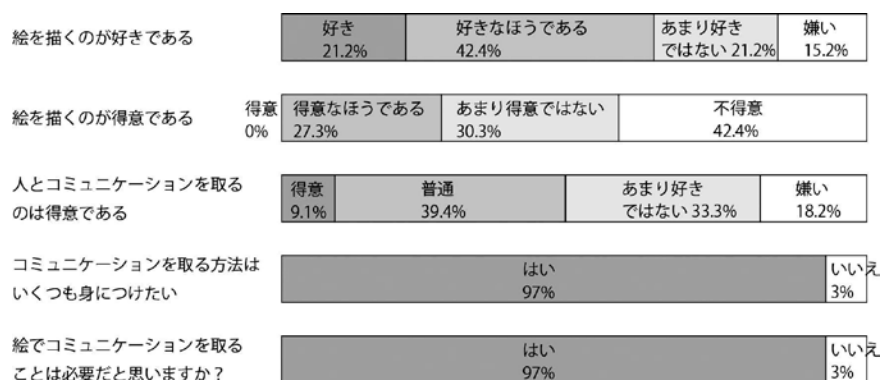 絵を描くのが好きである
好き
21.2%
好きなほうである
42.4%
あまり好き
ではない 21.2%
嫌い
15.2%
絵を描くのが得意である
得意
0%
得意なほうである
27.3%
あまり得意ではない
30.3%
不得意
42.4%
人とコミュニケーションを取る
のは得意である
得意
9.1%
普通
39.4%
あまり好き
ではない 33.3%
嫌い
18.2%
コミュニケーションを取る方法は
いくつも身につけたい
はい
97%
いいえ
3%
絵でコミュニケーションを取る
ことは必要だと思いますか？
はい
97%
いいえ
3%